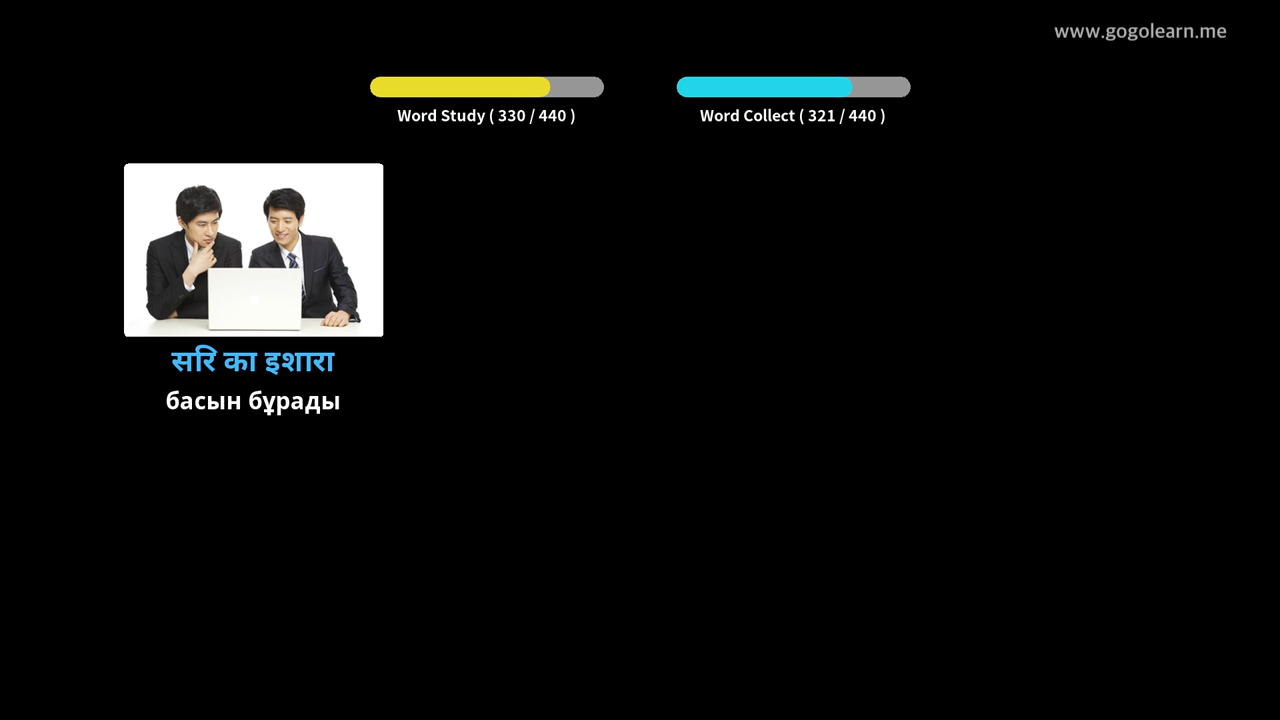 www.gogolearn.me
Word Study ( 330 / 440 )
Word Collect ( 321 / 440 )
सरि का इशारा
басын бұрады